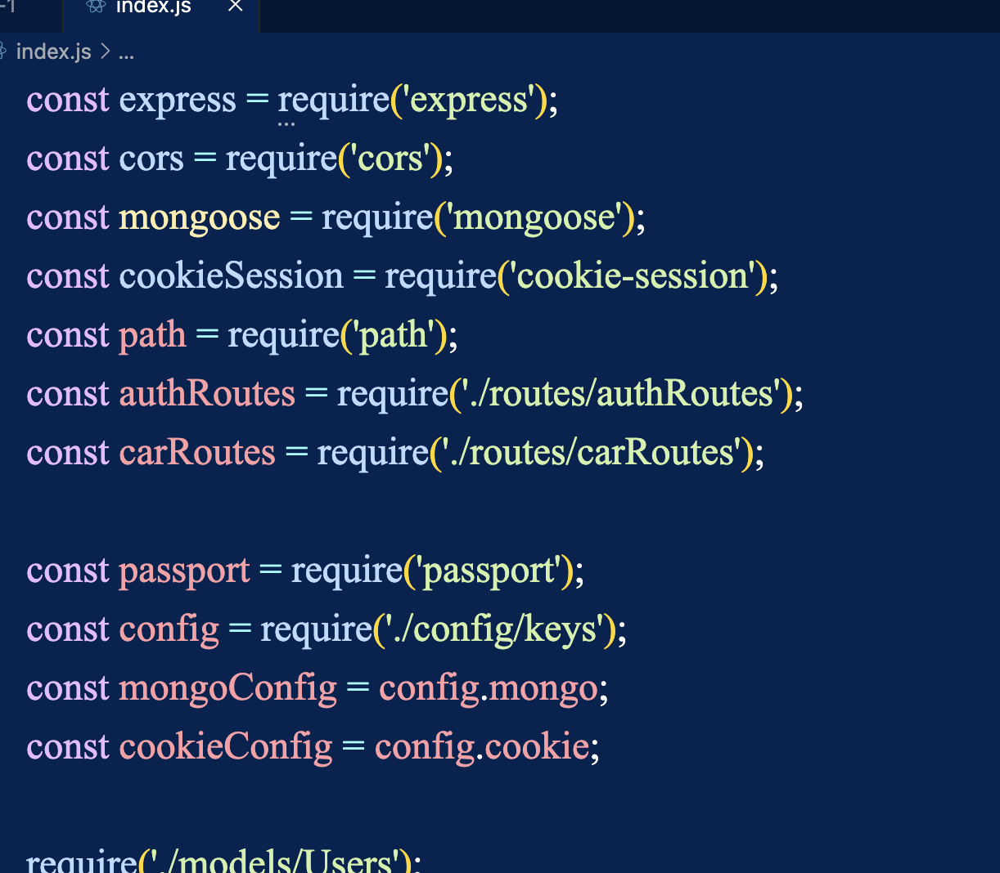 -1 index.js ×
index.js > ...
const express = require('express');
const cors = require('cors');
const mongoose = require('mongoose');
const cookieSession = require('cookie-session');
const path = require('path');
const authRoutes = require('./routes/authRoutes');
const carRoutes = require('./routes/carRoutes');
const passport = require('passport');
const config = require('./config/keys');
const mongoConfig = config.mongo;
const cookieConfig = config.cookie;
require('./models/Users');